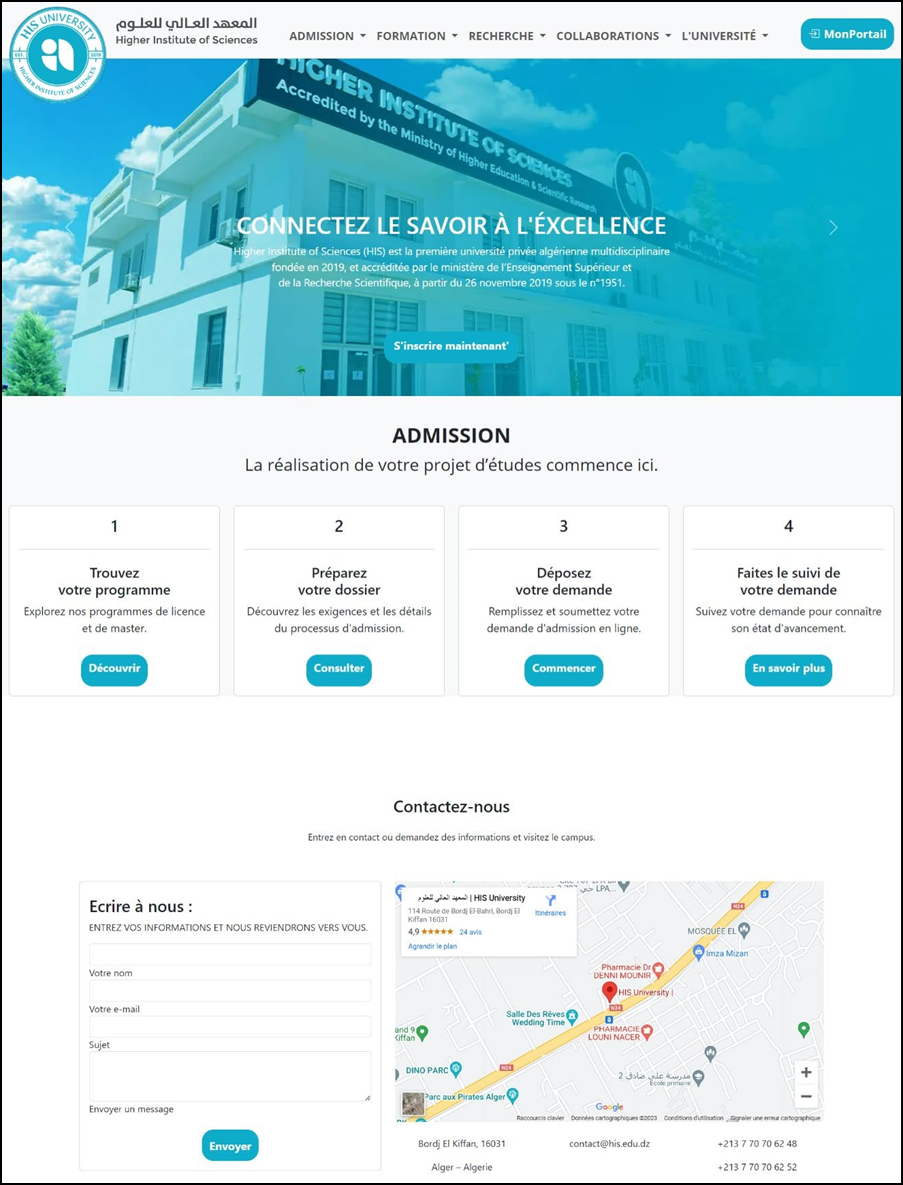 HIS UNIVERSITY
EST. 2019
HIGHER INSTITUTE OF SCIENCES
المعهد العـالي للعلـوم
Higher Institute of Sciences
ADMISSION
FORMATION
RECHERCHE
COLLABORATIONS
L'UNIVERSITÉ
MonPortail
HIGHER INSTITUTE OF SCIENCES
Accredited by the Ministry of Higher Education & Scientific Research
CONNECTEZ LE SAVOIR À L'ÉXCELLENCE
Higher Institute of Sciences (HIS) est la première université privée algérienne multidisciplinaire
fondée en 2019, et accréditée par le ministère de l'Enseignement Supérieur et
de la Recherche Scientifique, à partir du 26 novembre 2019 sous le n°1951.
S'inscrire maintenant'
ADMISSION
La réalisation de votre projet d’études commence ici.
1
Trouvez
votre programme
Explorez nos programmes de licence
et de master.
Découvrir
2
Préparez
votre dossier
Découvrez les exigences et les détails
du processus d'admission.
Consulter
3
Déposez
votre demande
Remplissez et soumettez votre
demande d'admission en ligne.
Commencer
4
Faites le suivi de
votre demande
Suivez votre demande pour connaître
son état d'avancement.
En savoir plus
Contactez-nous
Entrez en contact ou demandez des informations et visitez le campus.
Ecrire à nous :
ENTREZ VOS INFORMATIONS ET NOUS REVIENDRONS VERS VOUS.
Votre nom
Votre e-mail
Sujet
Envoyer un message
Envoyer
المعهد العالي للعلوم | HIS University
114 Route de Bordj El-Bahri, Bordj El
Kiffan 16031
4,9 ★★★★★ 24 avis
Agrandir le plan
Itinéraires
LPA...
N24
MOSQUÉE EL
Imza Mizan
Pharmacie Dr
DENNI MOUNIR
HIS University |
N24
Salle Des Rêves
Wedding Time
PHARMACIE
LOUNI NACER
and 9
Kiffan
N24
DINO PARC
مدرسة علي صادق 2
École primaire
Parc aux Pirates Alger
Google
Raccourcis clavier
Données cartographiques ©2023
Conditions d'utilisation
Signaler une erreur cartographique
Bordj El Kiffan, 16031
Alger – Algerie
contact@his.edu.dz
+213 7 70 70 62 48
+213 7 70 70 62 52